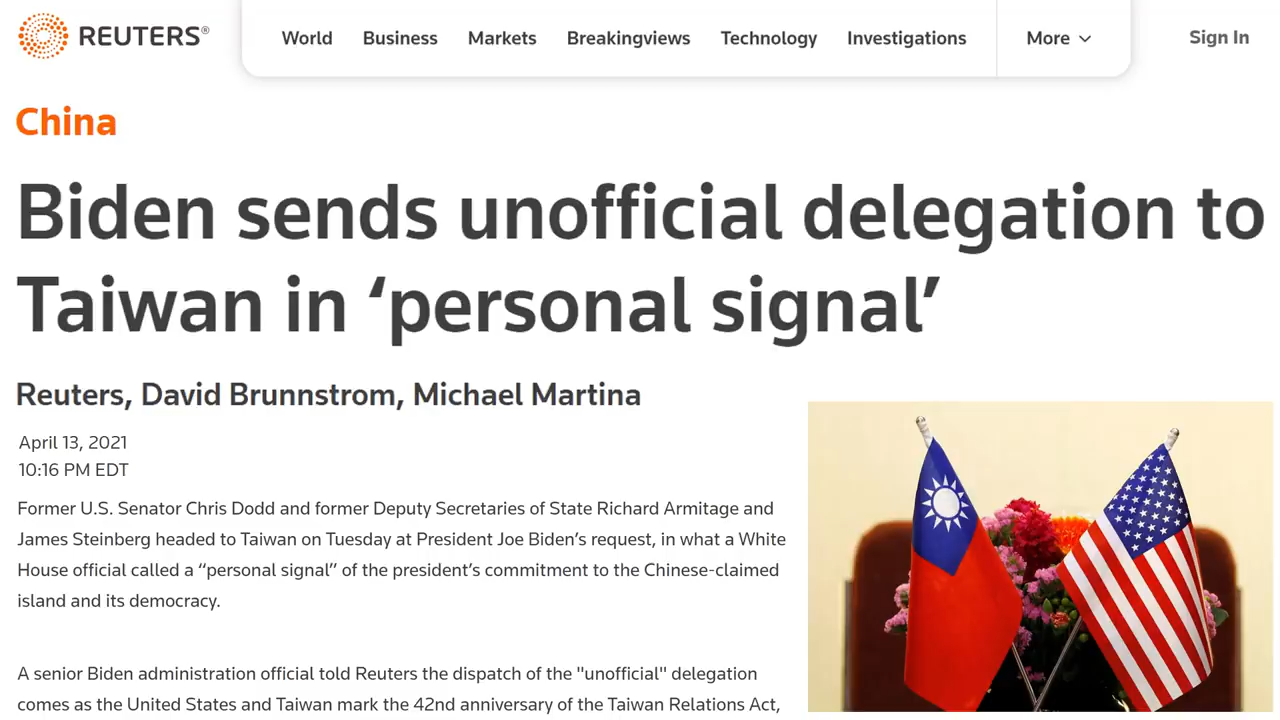 REUTERS®
World Business Markets Breakingviews Technology Investigations More Sign In
China
Biden sends unofficial delegation to
Taiwan in ‘personal signal’
Reuters, David Brunnstrom, Michael Martina
April 13, 2021
10:16 PM EDT
Former U.S. Senator Chris Dodd and former Deputy Secretaries of State Richard Armitage and
James Steinberg headed to Taiwan on Tuesday at President Joe Biden’s request, in what a White
House official called a “personal signal” of the president’s commitment to the Chinese-claimed
island and its democracy.
A senior Biden administration official told Reuters the dispatch of the "unofficial" delegation
comes as the United States and Taiwan mark the 42nd anniversary of the Taiwan Relations Act,